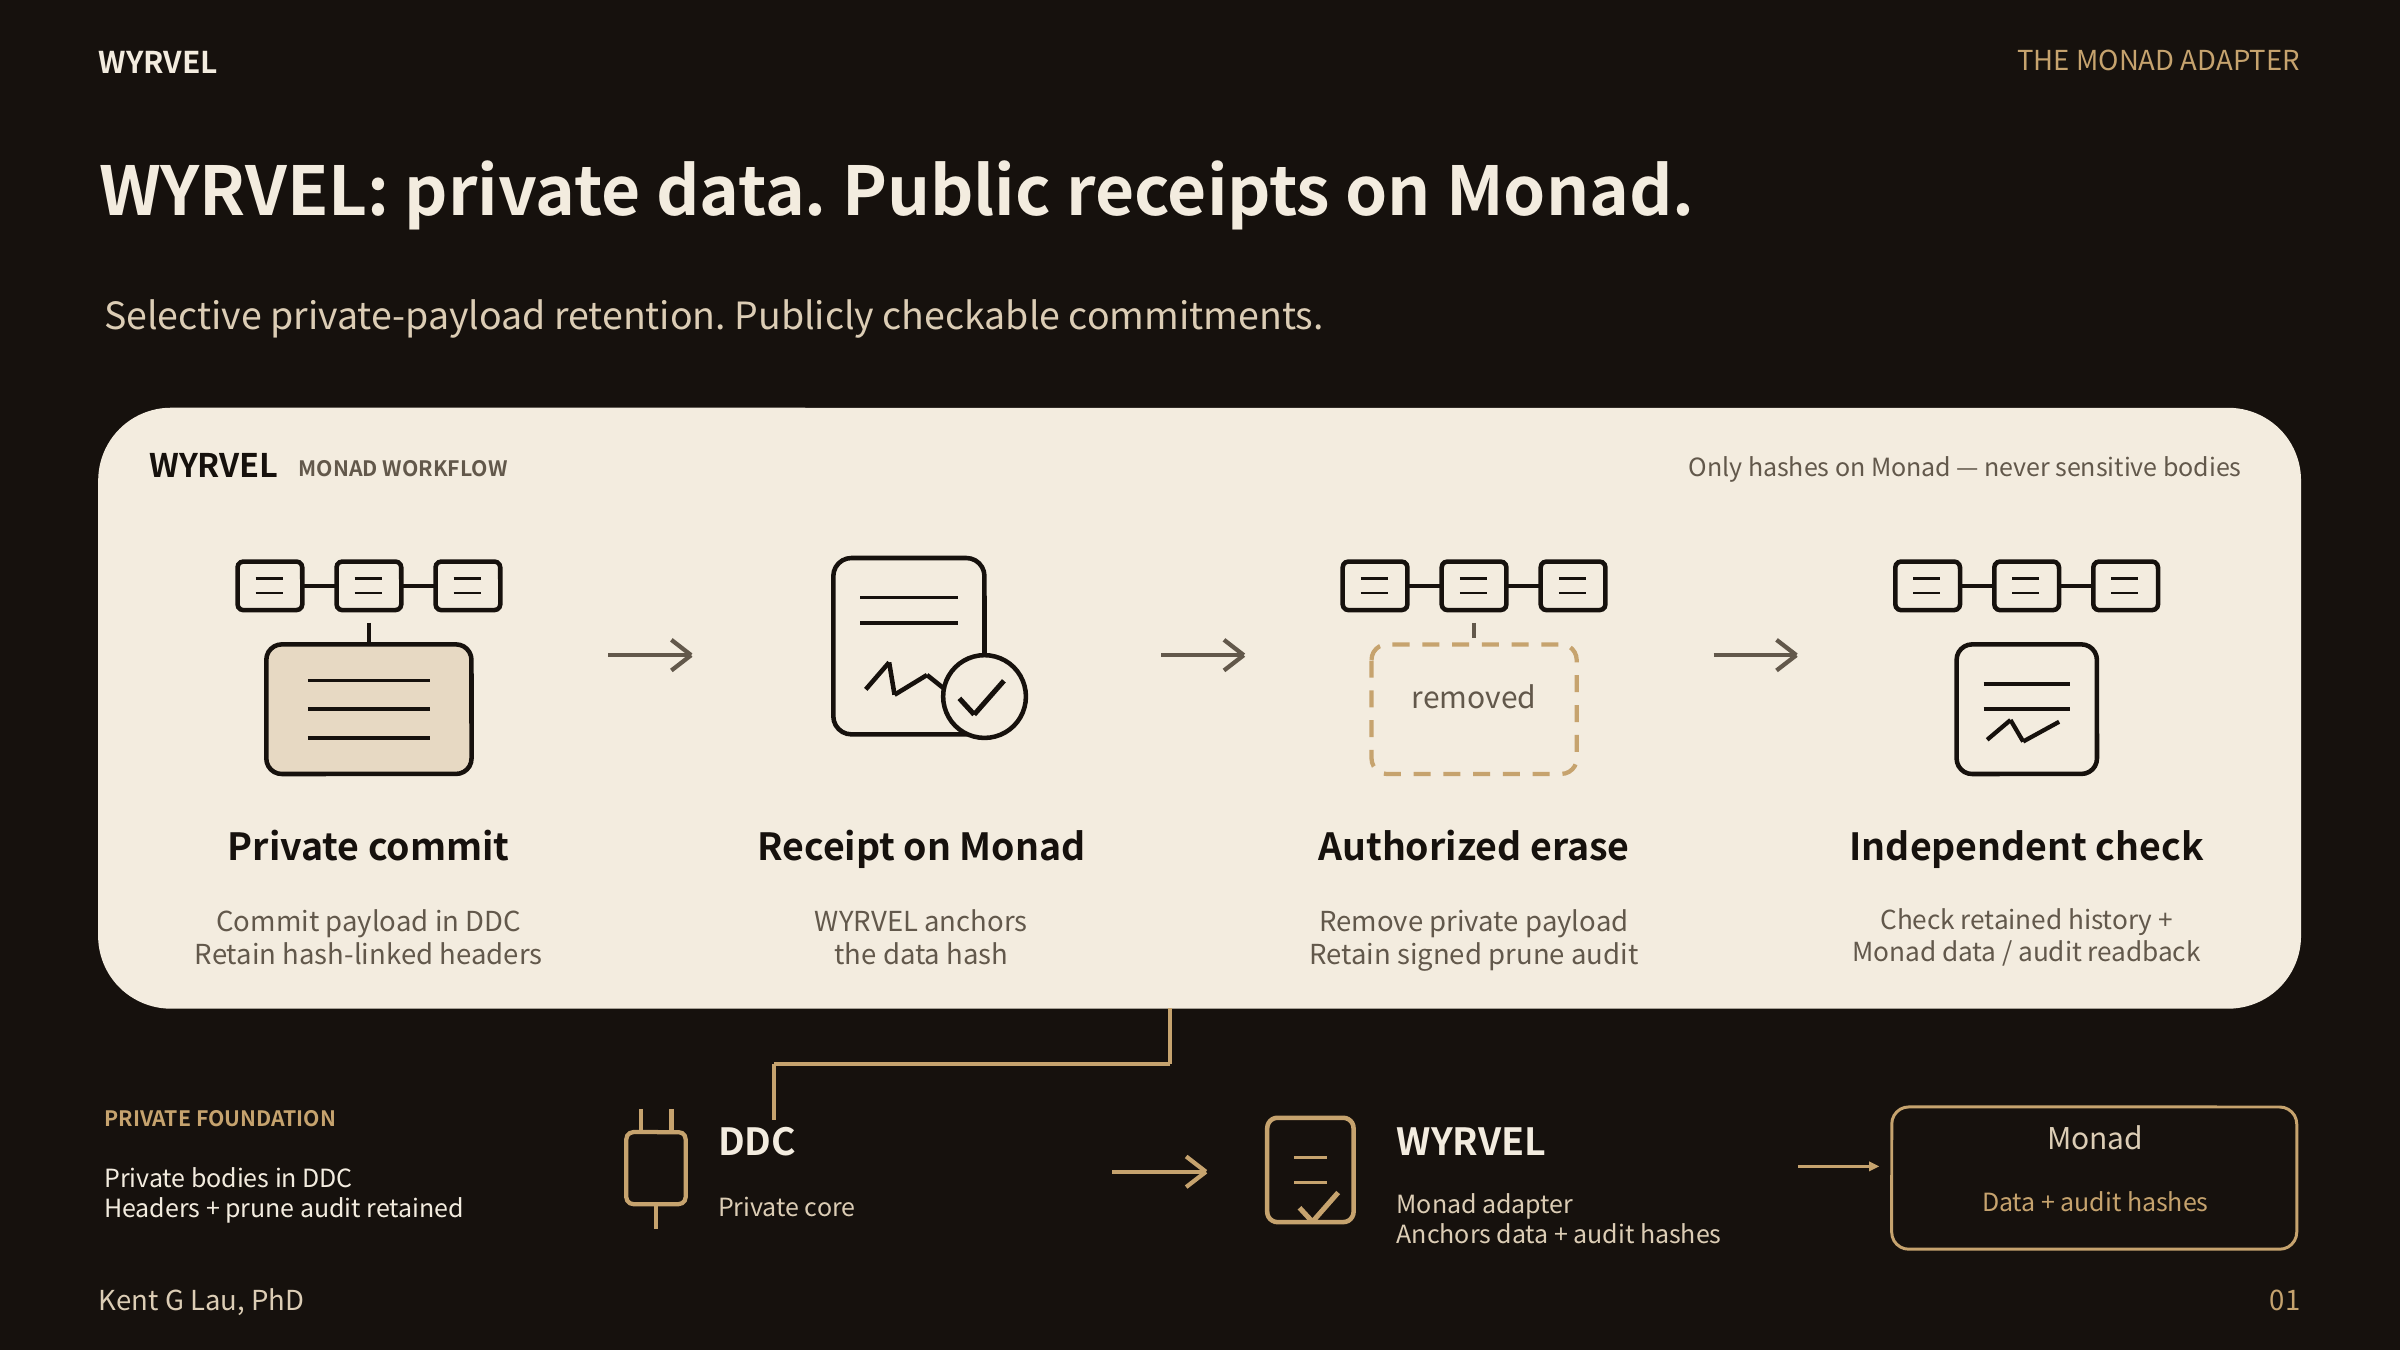 WYRVEL
THE MONAD ADAPTER
WYRVEL: private data. Public receipts on Monad.
Selective private-payload retention. Publicly checkable commitments.
WYRVEL MONAD WORKFLOW
Only hashes on Monad — never sensitive bodies
removed
Private commit
Commit payload in DDC
Retain hash-linked headers
Receipt on Monad
WYRVEL anchors
the data hash
Authorized erase
Remove private payload
Retain signed prune audit
Independent check
Check retained history +
Monad data / audit readback
PRIVATE FOUNDATION
Private bodies in DDC
Headers + prune audit retained
DDC
Private core
WYRVEL
Monad adapter
Anchors data + audit hashes
Monad
Data + audit hashes
Kent G Lau, PhD
01